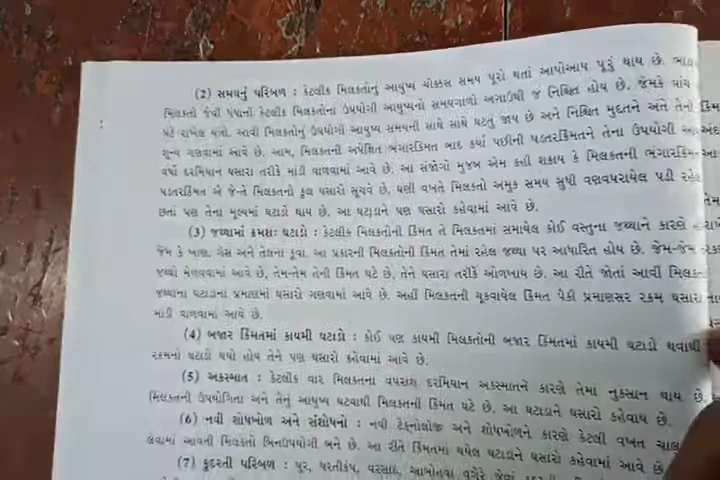 (2) સમયનું પરિબળ : કેટલીક મિલકતોનું આયુષ્ય ચોક્કસ સમય પૂરો થતાં આપોઆપ પૂરું થાય છે.
મિલકતો જેવી ધંધાની કેટલીક મિલકતોના ઉપયોગી આયુષ્યનો સમયગાળો અગાઉથી જ નિશ્ચિત હોય છે, જેમકે પાંચ
પટે રાખેલ યંત્રો. આવી મિલકતોનું ઉપયોગી આયુષ્ય સમયની સાથે સાથે ઘટતું જાય છે અને નિશ્ચિત મુદતને અંતે તેની
શૂન્ય ગણવામાં આવે છે. આમ, મિલકતની અપેક્ષિત ભંગારકિંમત બાદ કર્યા પછીની પડતરકિંમતને તેના ઉપયોગી
વર્ષો દરમિયાન ઘસારા તરીકે માંડી વાળવામાં આવે છે. આ સંજોગો મુજબ એમ કહી શકાય કે મિલકતની ભંગારકિંમત
પડતરકિંમત એ જે-તે મિલકતનો કુલ ઘસારો સૂચવે છે. ઘણી વખતે મિલકતો અમુક સમય સુધી વણવપરાયેલ પડી રહે
છતાં પણ તેના મૂલ્યમાં ઘટાડો થાય છે. આ ઘટાડાને પણ ઘસારો કહેવામાં આવે છે.
(3) જથ્થામાં ક્રમશઃ ઘટાડો : કેટલીક મિલકતોની કિંમત તે મિલકતમાં સમાયેલ કોઈ વસ્તુના જથ્થાને કારણે
જેમ કે ખાણ, ગેસ અને તેલના કૂવા. આ પ્રકારની મિલકતોની કિંમત તેમાં રહેલ જથ્થા પર આધારિત હોય છે. જેમ-જેમ
જથ્થો મેળવવામાં આવે છે, તેમ-તેમ તેની કિંમત ઘટે છે, તેને ઘસારા તરીકે ઓળખાય છે. આ રીતે જોતાં આવી
જથ્થાના ઘટાડાના પ્રમાણમાં ઘસારો ગણવામાં આવે છે. અહીં મિલકતની ચૂકવાયેલ કિંમત પૈકી પ્રમાણસર રકમ ઘસારા
માંડી વાળવામાં આવે છે.
(4) બજાર કિંમતમાં કાયમી ઘટાડો : કોઈ પણ કાયમી મિલકતોની બજાર કિંમતમાં કાયમી ઘટાડો થવાથી
રકમનો ઘટાડો થયો હોય તેને પણ ઘસારો કહેવામાં આવે છે.
(5) અકસ્માત : કેટલીક વાર મિલકતના વપરાશ દરમિયાન અકસ્માતને કારણે તેમાં નુકસાન થાય છે.
મિલકતની ઉપયોગિતા અને તેનું આયુષ્ય ઘટવાથી મિલકતની કિંમત ઘટે છે. આ ઘટાડાને ઘસારો કહેવાય છે.
(6) નવી શોધખોળ અને સંશોધનો : નવી ટેક્નોલોજી અને શોધખોળને કારણે કેટલી વખત ચાલ
લેવામાં આવતી મિલકતો બિનઉપયોગી બને છે. આ રીતે કિંમતમાં થયેલ ઘટાડાને ઘસારો કહેવામાં આવે છે.
(7) કુદરતી પરિબળ : પૂર, ધરતીકંપ, વરસાદ, આબોહવા વગેરે જેવાં